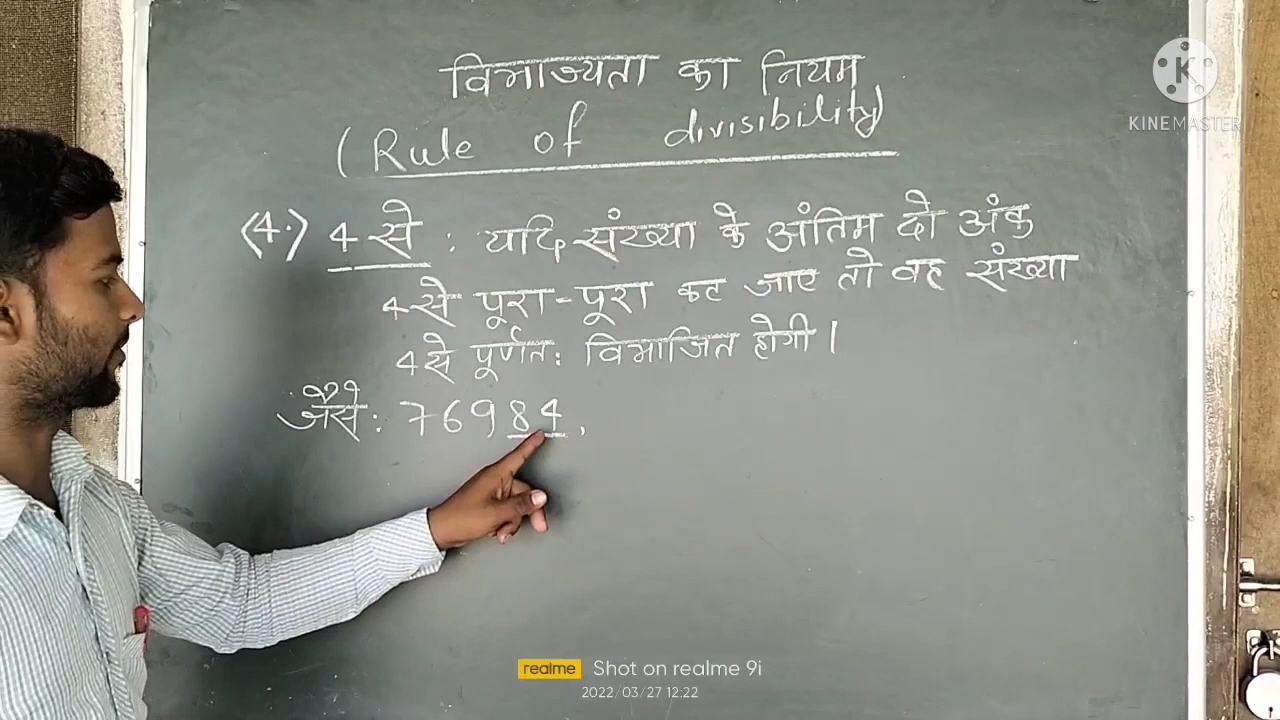 विभाज्यता का नियम
(Rule of divisibility)
(4.) 4 से : यदि संख्या के अंतिम दो अंक
4 से पूरा-पूरा कट जाए तो वह संख्या
4 से पूर्णत: विभाजित होगी।
जैसे: 76984,
K
KINEMASTER
realme Shot on realme 9i
2022/03/27 12:22